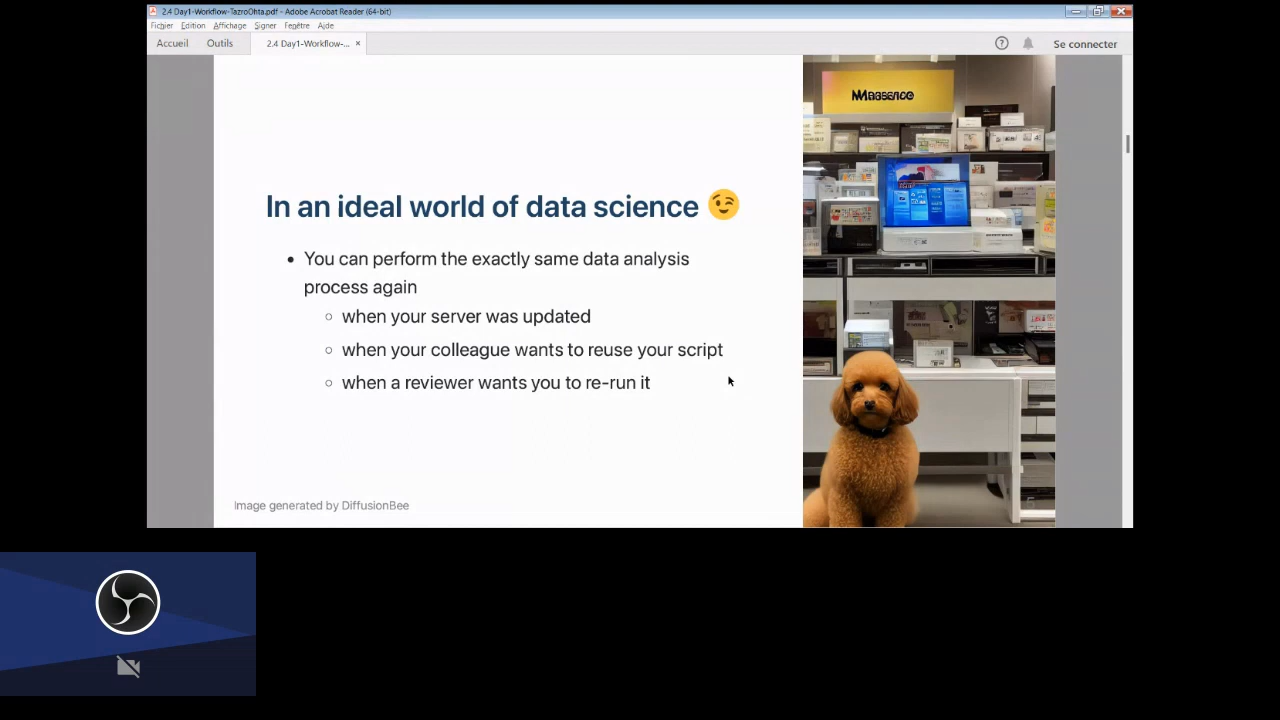 2.4 Day1-Workflow-TazroOhta.pdf - Adobe Acrobat Reader (64-bit)
Fichier Edition Affichage Signer Fenêtre Aide
Accueil Outils 2.4 Day1-Workflow-... × ? Se connecter
In an ideal world of data science 😉
• You can perform the exactly same data analysis
process again
○ when your server was updated
○ when your colleague wants to reuse your script
○ when a reviewer wants you to re-run it
Image generated by DiffusionBee